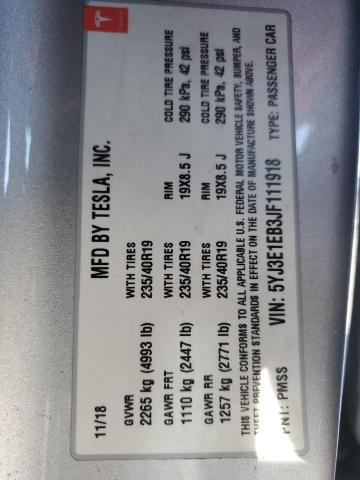 TESLA
11/18 MFD BY TESLA, INC.
GVWR WITH TIRES RIM COLD TIRE PRESSURE
2265 kg (4993 lb) 235/40R19 19X8.5 J 290 kPa, 42 psi
GAWR FRT WITH TIRES RIM COLD TIRE PRESSURE
1110 kg (2447 lb) 235/40R19 19X8.5 J 290 kPa, 42 psi
GAWR RR WITH TIRES
1257 kg (2771 lb) 235/40R19
THIS VEHICLE CONFORMS TO ALL APPLICABLE U.S. FEDERAL MOTOR VEHICLE SAFETY, BUMPER, AND
THEFT PREVENTION STANDARDS IN EFFECT ON THE DATE OF MANUFACTURE SHOWN ABOVE.
PNT: PMSS VIN: 5YJ3E1EB3JF111918 TYPE: PASSENGER CAR